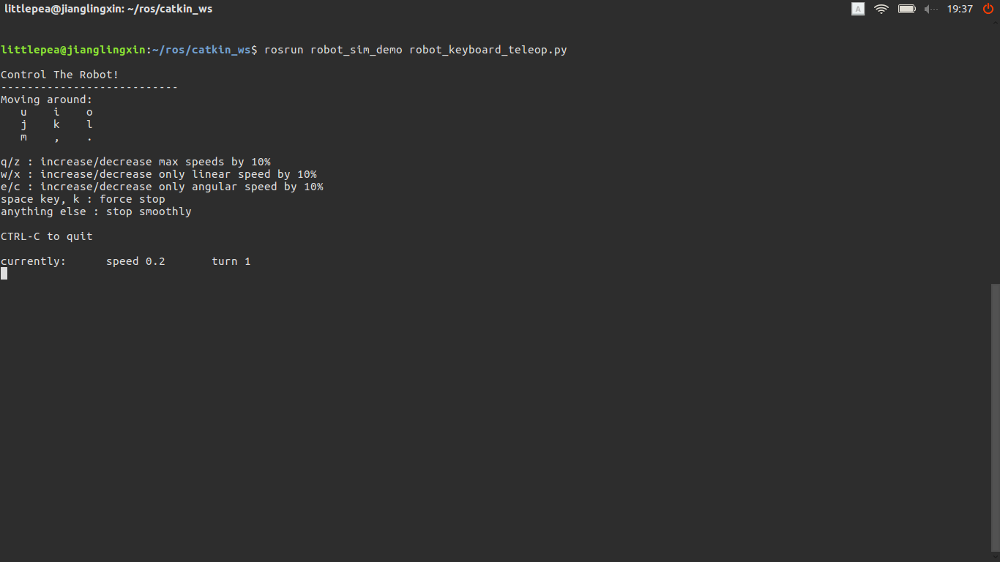 littlepea@jianglingxin: ~/ros/catkin_ws
A
19:37
littlepea@jianglingxin:~/ros/catkin_ws$ rosrun robot_sim_demo robot_keyboard_teleop.py
Control The Robot!
---------------------------
Moving around:
   u    i    o
   j    k    l
   m    ,    .
q/z : increase/decrease max speeds by 10%
w/x : increase/decrease only linear speed by 10%
e/c : increase/decrease only angular speed by 10%
space key, k : force stop
anything else : stop smoothly
CTRL-C to quit
currently:      speed 0.2       turn 1